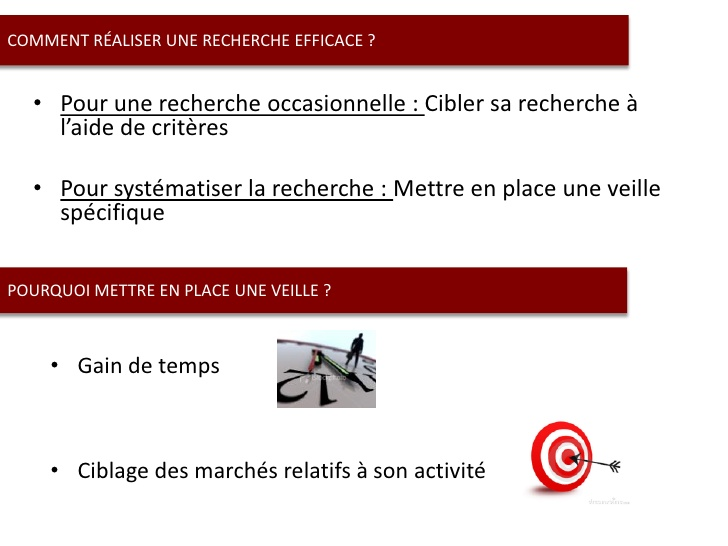 COMMENT RÉALISER UNE RECHERCHE EFFICACE ?
• Pour une recherche occasionnelle : Cibler sa recherche à
l’aide de critères
• Pour systématiser la recherche : Mettre en place une veille
spécifique
POURQUOI METTRE EN PLACE UNE VEILLE ?
• Gain de temps
• Ciblage des marchés relatifs à son activité